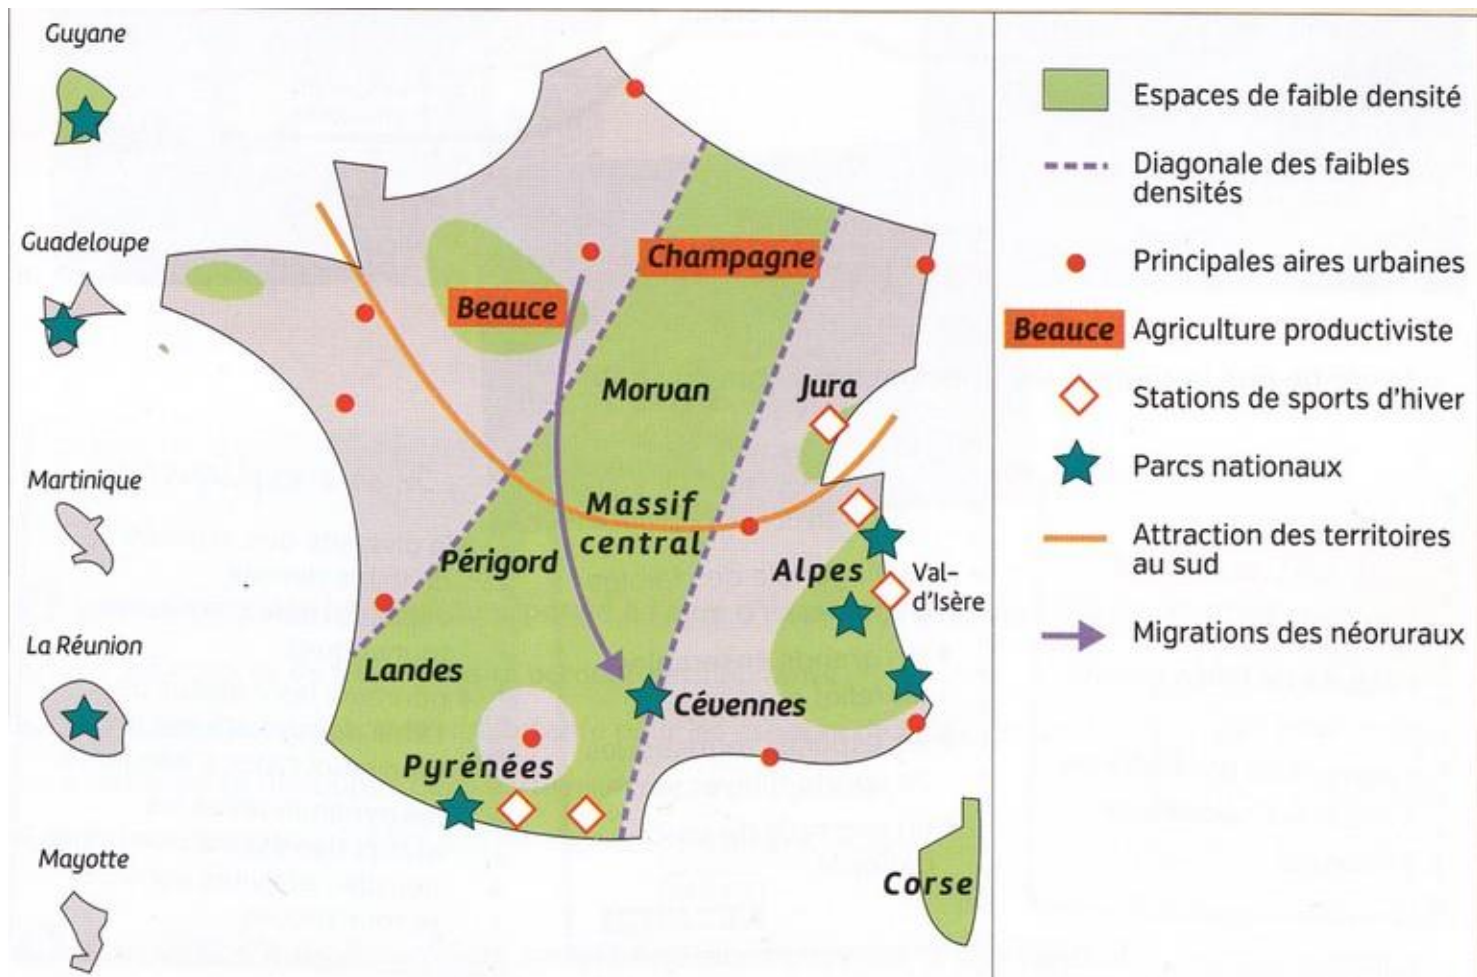 Guyane
Guadeloupe
Martinique
La Réunion
Mayotte
Champagne
Beauce
Morvan
Jura
Massif
central
Périgord
Alpes
Val-
d'Isère
Landes
Cévennes
Pyrénées
Corse
Espaces de faible densité
Diagonale des faibles
densités
Principales aires urbaines
Beauce
Agriculture productiviste
Stations de sports d'hiver
Parcs nationaux
Attraction des territoires
au sud
Migrations des néoruraux